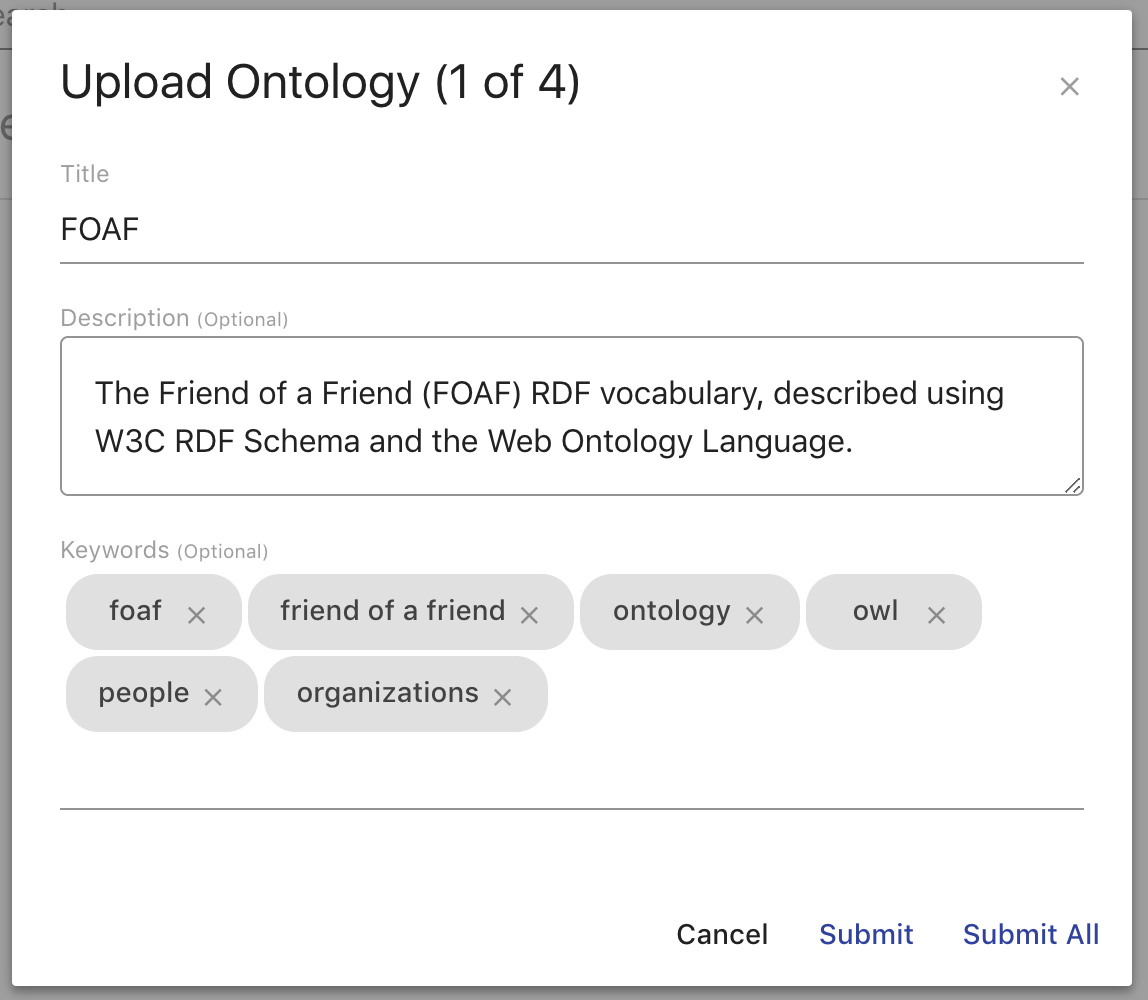 Upload Ontology (1 of 4)
Title
FOAF
Description (Optional)
The Friend of a Friend (FOAF) RDF vocabulary, described using
W3C RDF Schema and the Web Ontology Language.
Keywords (Optional)
foaf friend of a friend ontology owl
people organizations
Cancel Submit Submit All